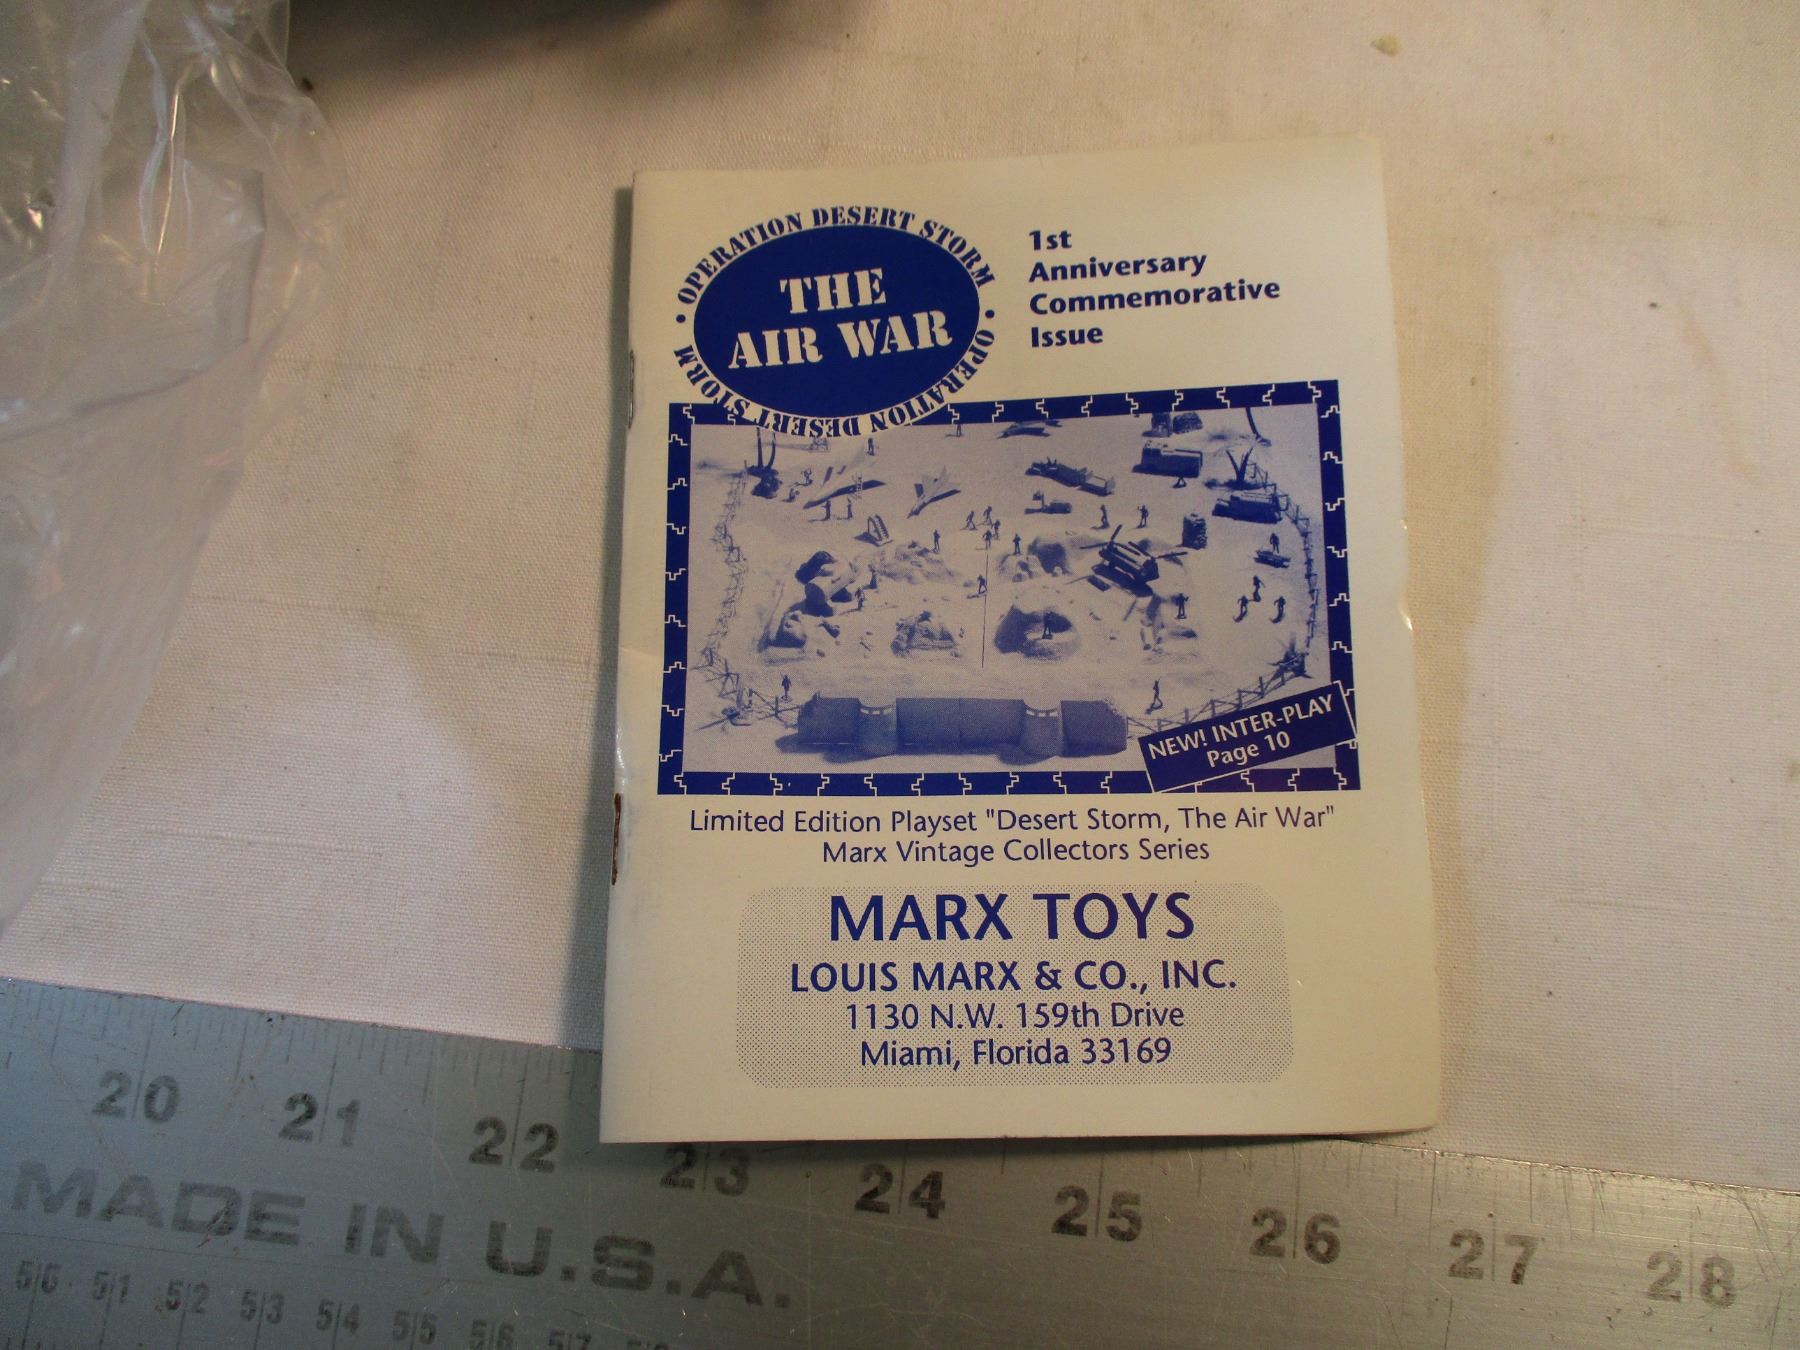 OPERATION DESERT STORM
THE
AIR WAR
OPERATION DESERT STORM
1st
Anniversary
Commemorative
Issue
NEW! INTER-PLAY
Page 10
Limited Edition Playset "Desert Storm, The Air War"
Marx Vintage Collectors Series
MARX TOYS
LOUIS MARX & CO., INC.
1130 N.W. 159th Drive
Miami, Florida 33169
20 21 22 23 24 25 26 27 28
MADE IN U.S.A.
50 51 52 53 54 55 56 57